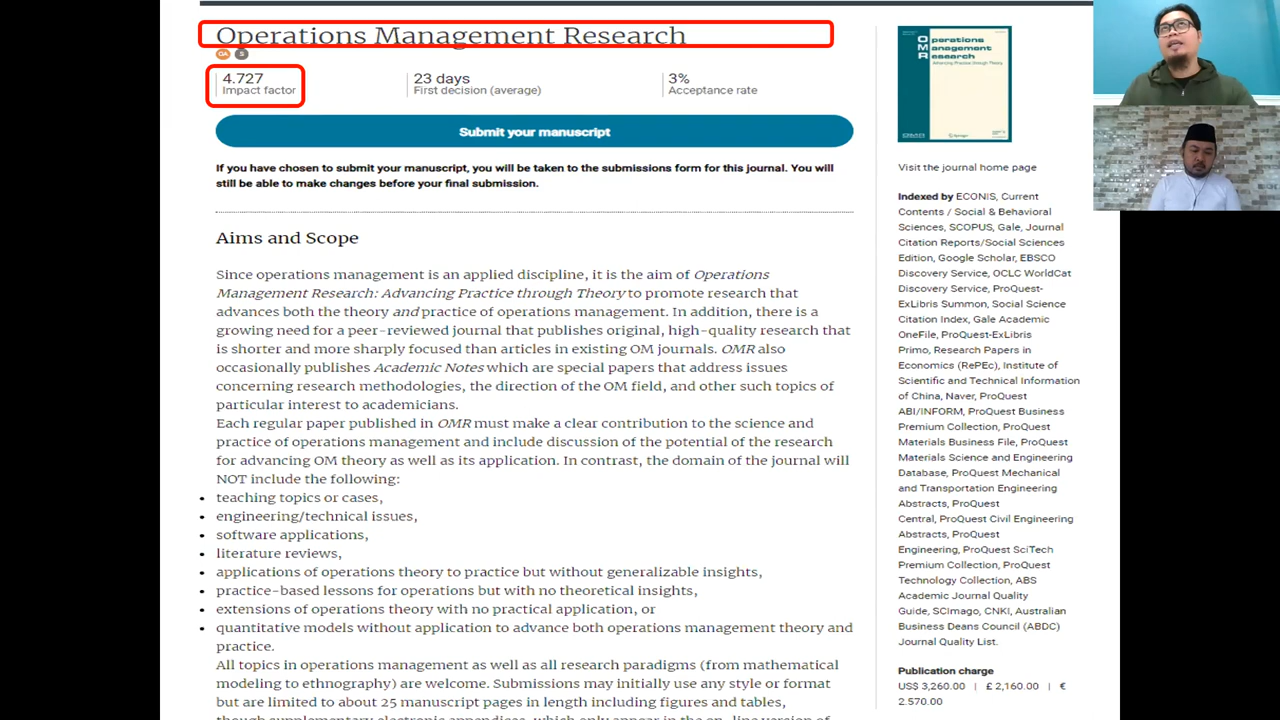 Operations Management Research
OA S
4.727
Impact factor
23 days
First decision (average)
3%
Acceptance rate
Submit your manuscript
If you have chosen to submit your manuscript, you will be taken to the submissions form for this journal. You will
still be able to make changes before your final submission.
Aims and Scope
Since operations management is an applied discipline, it is the aim of Operations
Management Research: Advancing Practice through Theory to promote research that
advances both the theory and practice of operations management. In addition, there is a
growing need for a peer-reviewed journal that publishes original, high-quality research that
is shorter and more sharply focused than articles in existing OM journals. OMR also
occasionally publishes Academic Notes which are special papers that address issues
concerning research methodologies, the direction of the OM field, and other such topics of
particular interest to academicians.
Each regular paper published in OMR must make a clear contribution to the science and
practice of operations management and include discussion of the potential of the research
for advancing OM theory as well as its application. In contrast, the domain of the journal will
NOT include the following:
• teaching topics or cases,
• engineering/technical issues,
• software applications,
• literature reviews,
• applications of operations theory to practice but without generalizable insights,
• practice-based lessons for operations but with no theoretical insights,
• extensions of operations theory with no practical application, or
• quantitative models without application to advance both operations management theory and
practice.
All topics in operations management as well as all research paradigms (from mathematical
modeling to ethnography) are welcome. Submissions may initially use any style or format
but are limited to about 25 manuscript pages in length including figures and tables,
though supplementary electronic appendices, which only appear in the on-line version of
Operations
Management
Research
Advancing Practice through Theory
Springer
Visit the journal home page
Indexed by ECONIS, Current
Contents / Social & Behavioral
Sciences, SCOPUS, Gale, Journal
Citation Reports/Social Sciences
Edition, Google Scholar, EBSCO
Discovery Service, OCLC WorldCat
Discovery Service, ProQuest-
ExLibris Summon, Social Science
Citation Index, Gale Academic
OneFile, ProQuest-ExLibris
Primo, Research Papers in
Economics (RePEc), Institute of
Scientific and Technical Information
of China, Naver, ProQuest
ABI/INFORM, ProQuest Business
Premium Collection, ProQuest
Materials Business File, ProQuest
Materials Science and Engineering
Database, ProQuest Mechanical
and Transportation Engineering
Abstracts, ProQuest
Central, ProQuest Civil Engineering
Abstracts, ProQuest
Engineering, ProQuest SciTech
Premium Collection, ProQuest
Technology Collection, ABS
Academic Journal Quality
Guide, SCImago, CNKI, Australian
Business Deans Council (ABDC)
Journal Quality List.
Publication charge
US$ 3,260.00 | £ 2,160.00 | €
2.570.00